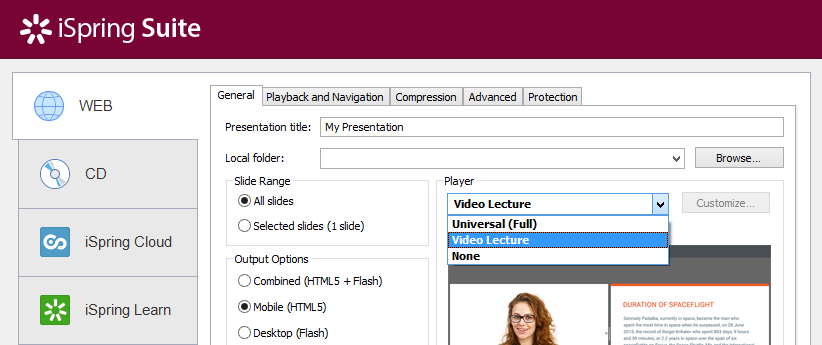 iSpring Suite
WEB
CD
iSpring Cloud
iSpring Learn
General
Playback and Navigation
Compression
Advanced
Protection
Presentation title:
My Presentation
Local folder:
Browse...
Slide Range
All slides
Selected slides (1 slide)
Output Options
Combined (HTML5 + Flash)
Mobile (HTML5)
Desktop (Flash)
Player
Video Lecture
Customize...
Universal (Full)
Video Lecture
None
DURATION OF SPACEFLIGHT
Gennady Padalka, currently in space, became the man who
spent the most time in space when he surpassed, on 28 June
2015, the record of Sergei Krikalev who spent 803 days, 9 hours
and 39 minutes, or 2.2 years in space over the span of six